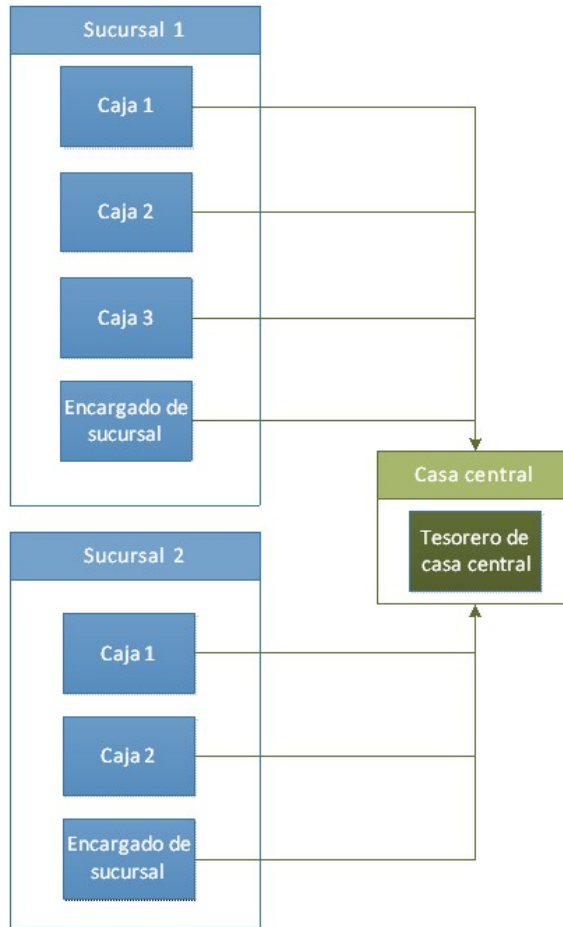 Sucursal 1
Caja 1
Caja 2
Caja 3
Encargado de
sucursal
Casa central
Tesorero de
casa central
Sucursal 2
Caja 1
Caja 2
Encargado de
sucursal